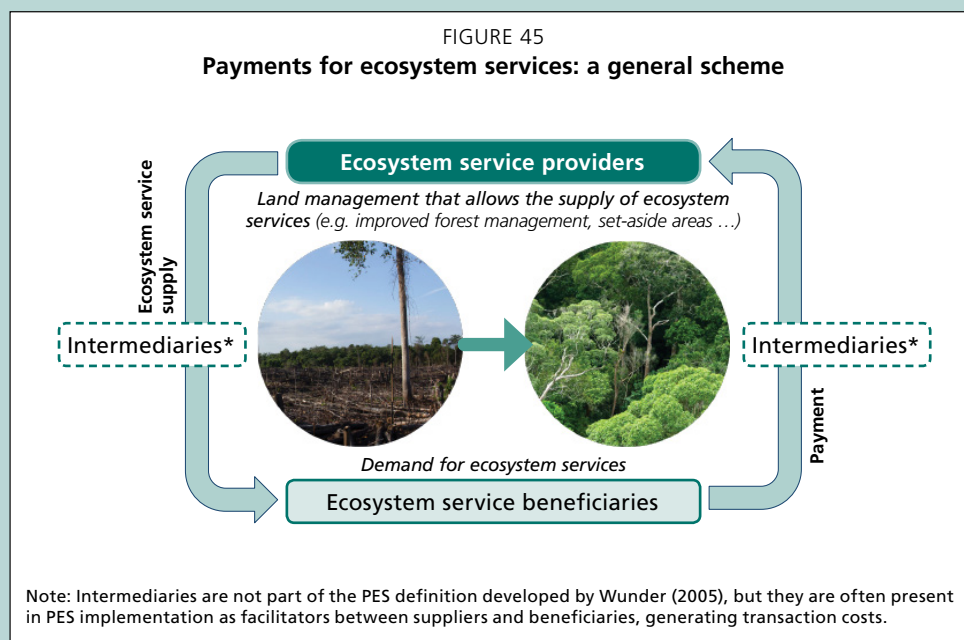 FIGURE 45
Payments for ecosystem services: a general scheme
Ecosystem service providers
Land management that allows the supply of ecosystem
services (e.g. improved forest management, set-aside areas ...)
Ecosystem service
supply
Intermediaries*
Intermediaries*
Payment
Demand for ecosystem services
Ecosystem service beneficiaries
Note: Intermediaries are not part of the PES definition developed by Wunder (2005), but they are often present
in PES implementation as facilitators between suppliers and beneficiaries, generating transaction costs.